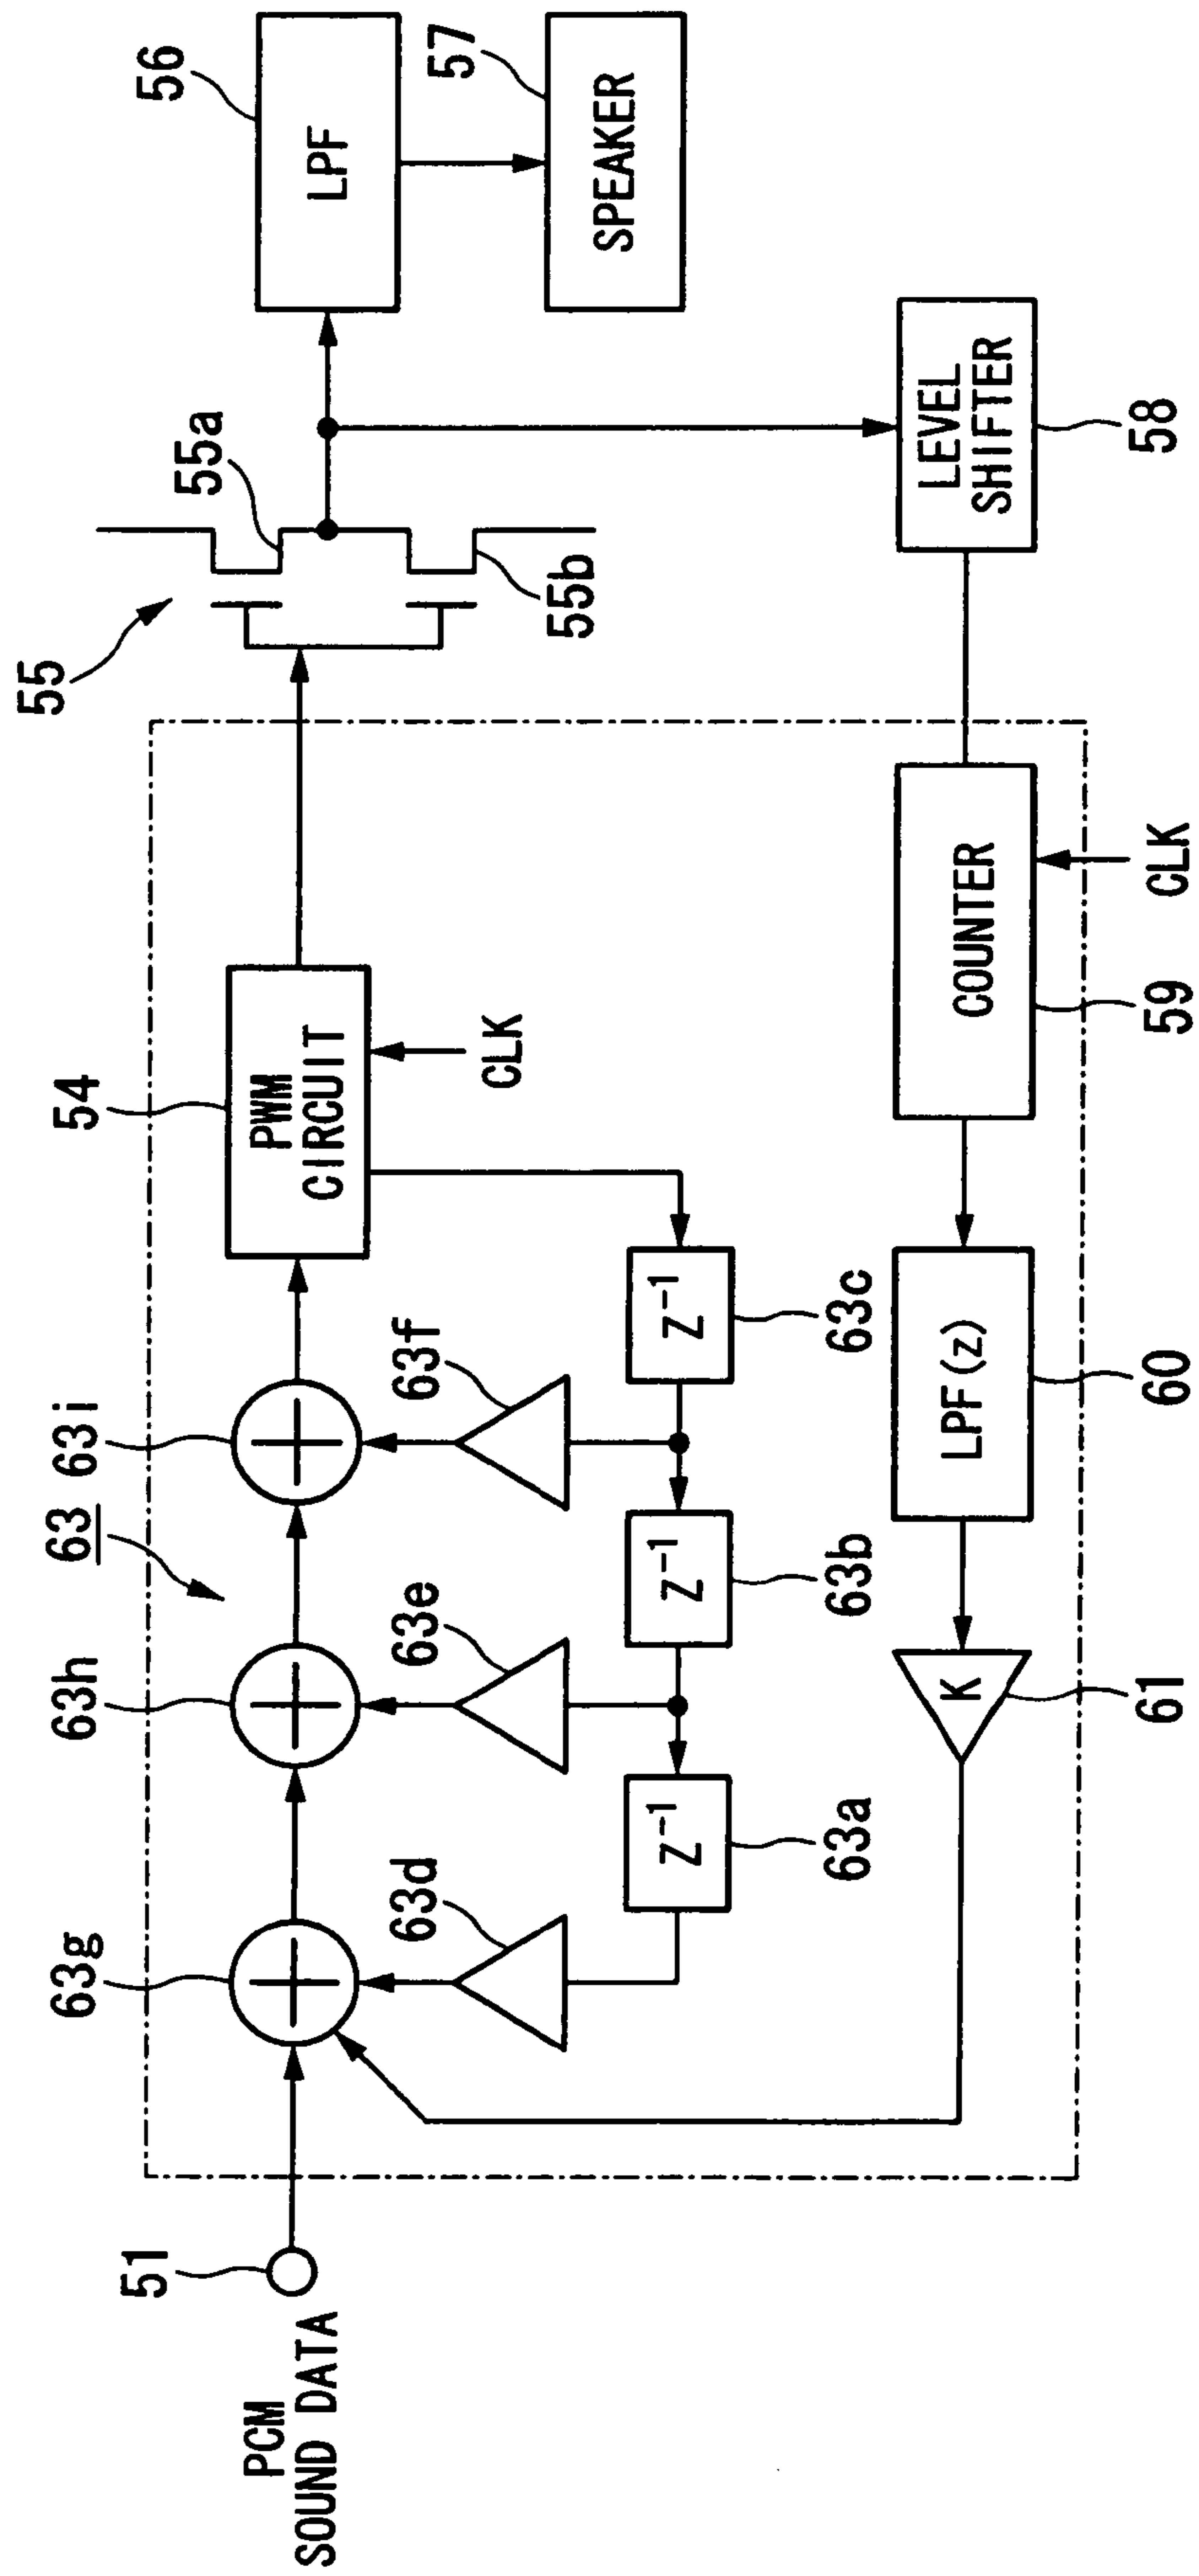 55
55a
55b
56
LPF
57
SPEAKER
54
PWM
CIRCUIT
CLK
63
63g
63h
63i
63d
63e
63f
51
PCM
SOUND DATA
Z⁻¹
63a
Z⁻¹
63b
Z⁻¹
63c
K
61
LPF(z)
60
COUNTER
59
CLK
LEVEL
SHIFTER
58